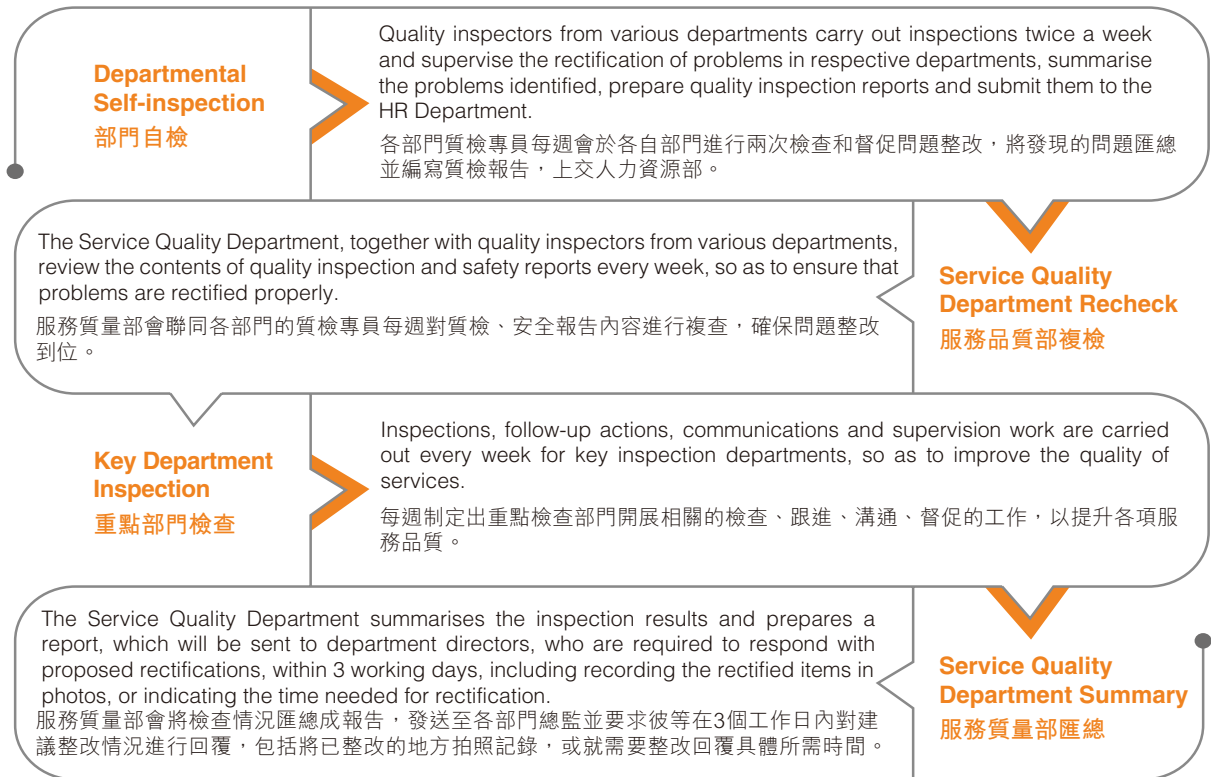 Departmental
Self-inspection
部門自檢
Quality inspectors from various departments carry out inspections twice a week
and supervise the rectification of problems in respective departments, summarise
the problems identified, prepare quality inspection reports and submit them to the
HR Department.
各部門質檢專員每週會於各自部門進行兩次檢查和督促問題整改，將發現的問題匯總
並編寫質檢報告，上交人力資源部。
The Service Quality Department, together with quality inspectors from various departments,
review the contents of quality inspection and safety reports every week, so as to ensure that
problems are rectified properly.
服務質量部會聯同各部門的質檢專員每週對質檢、安全報告內容進行複查，確保問題整改
到位。
Service Quality
Department Recheck
服務品質部複檢
Key Department
Inspection
重點部門檢查
Inspections, follow-up actions, communications and supervision work are carried
out every week for key inspection departments, so as to improve the quality of
services.
每週制定出重點檢查部門開展相關的檢查、跟進、溝通、督促的工作，以提升各項服
務品質。
The Service Quality Department summarises the inspection results and prepares a
report, which will be sent to department directors, who are required to respond with
proposed rectifications, within 3 working days, including recording the rectified items in
photos, or indicating the time needed for rectification.
服務質量部會將檢查情況匯總成報告，發送至各部門總監並要求彼等在3個工作日內對建
議整改情況進行回覆，包括將已整改的地方拍照記錄，或就需要整改回覆具體所需時間。
Service Quality
Department Summary
服務質量部匯總